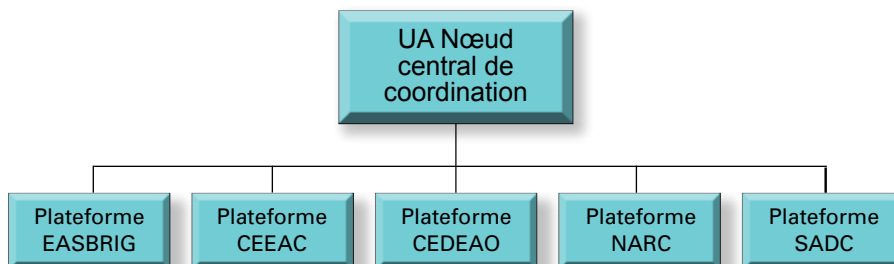 UA Nœud
central de
coordination
Plateforme
EASBRIG
Plateforme
CEEAC
Plateforme
CEDEAO
Plateforme
NARC
Plateforme
SADC